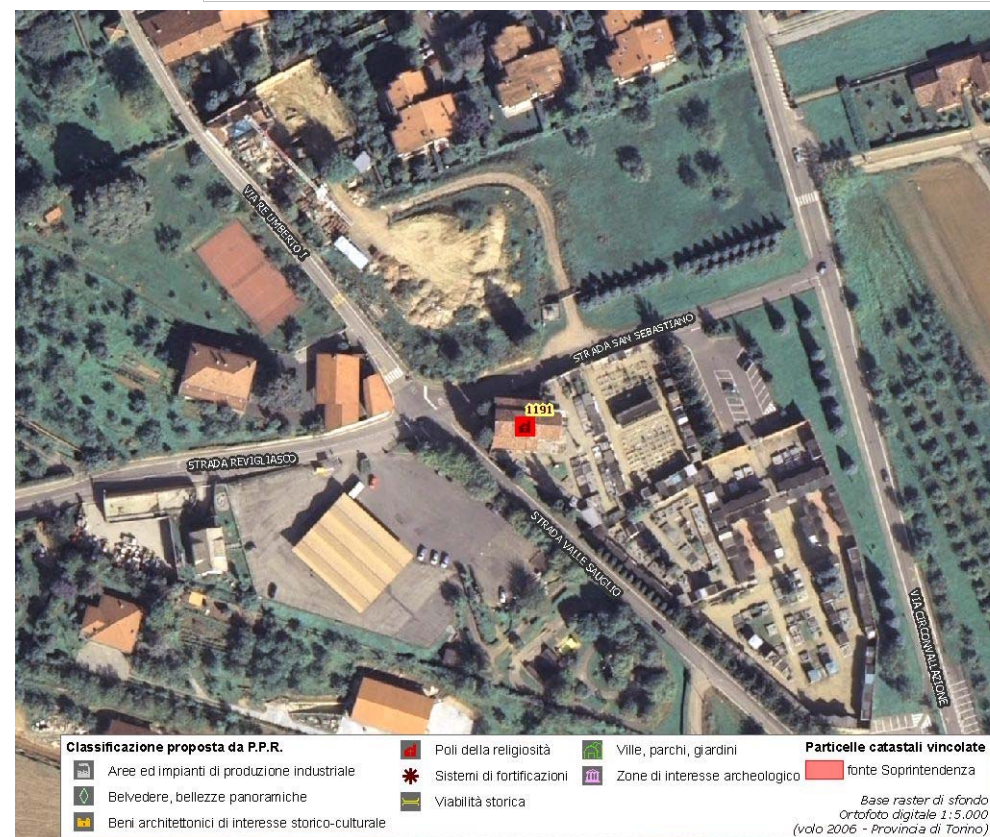 VIA RE UMBERTO I
STRADA SAN SEBASTIANO
1191
STRADA REVIGLIASCO
STRADA VALLE SAUGLIO
VIA CIRCONVALLAZIONE
Classificazione proposta da P.P.R.
Aree ed impianti di produzione industriale
Belvedere, bellezze panoramiche
Beni architettonici di interesse storico-culturale
Poli della religiosità
Sistemi di fortificazioni
Viabilità storica
Ville, parchi, giardini
Zone di interesse archeologico
Particelle catastali vincolate
fonte Soprintendenza
Base raster di sfondo
Ortofoto digitale 1:5.000
(volo 2006 - Provincia di Torino)